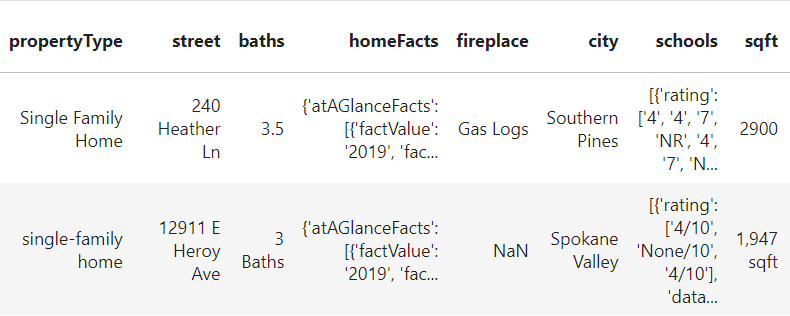 propertyType street baths homeFacts fireplace city schools sqft
Single Family Home 240 Heather Ln 3.5 {'atAGlanceFacts': [{'factValue': '2019', 'fac... Gas Logs Southern Pines [{'rating': ['4', '4', '7', 'NR', '4', '7', 'N... 2900
single-family home 12911 E Heroy Ave 3 Baths {'atAGlanceFacts': [{'factValue': '2019', 'fac... NaN Spokane Valley [{'rating': ['4/10', 'None/10', '4/10'], 'data... 1,947 sqft